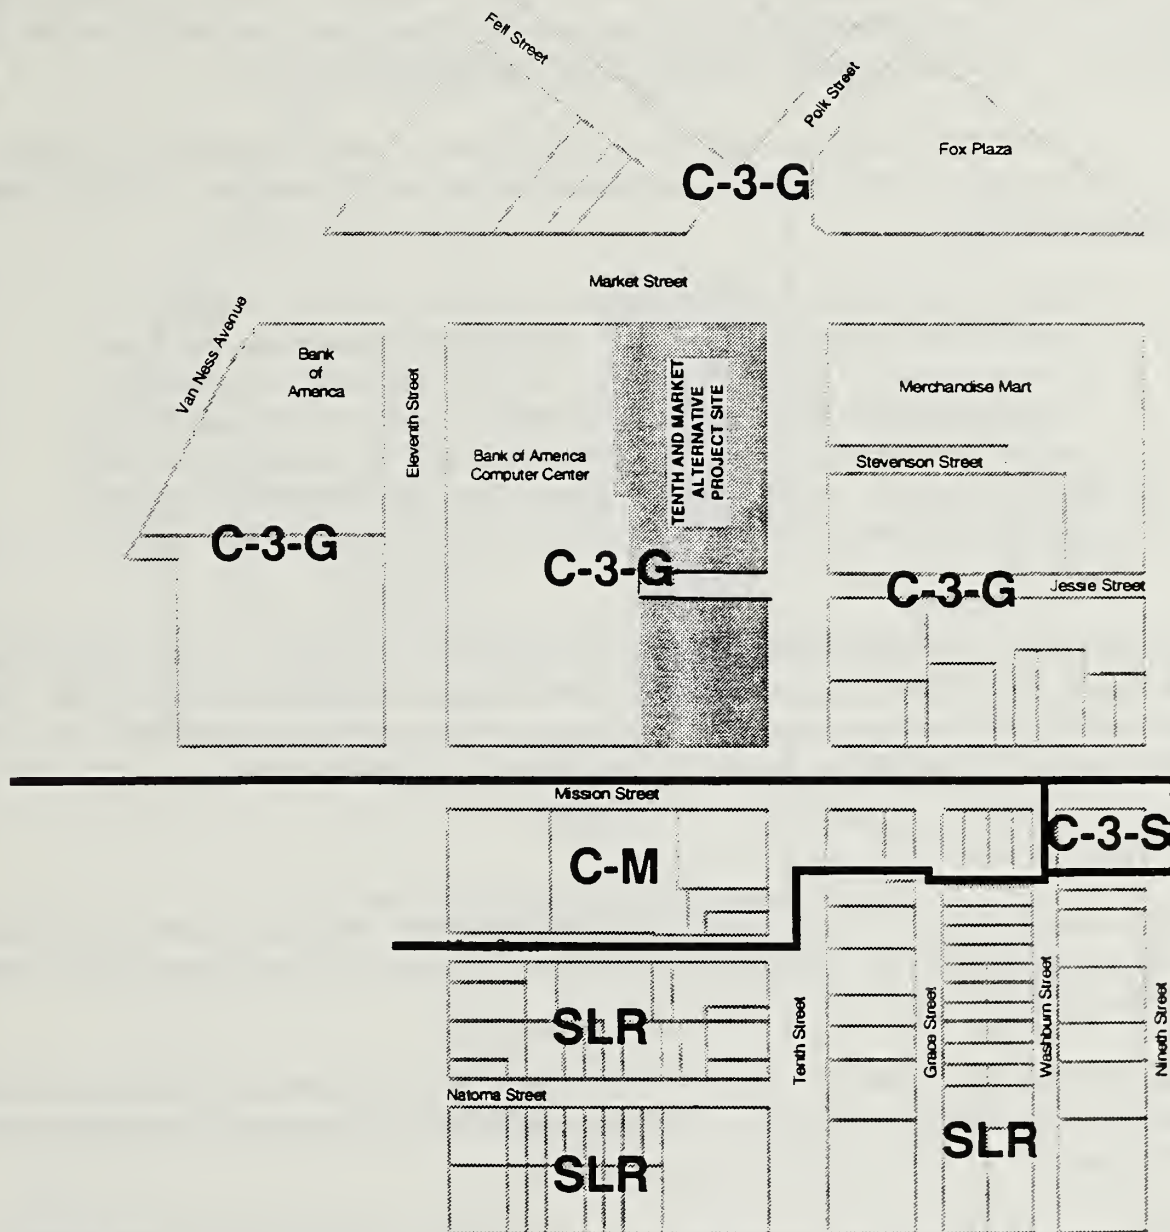 Fell Street
Polk Street
Fox Plaza
C-3-G
Market Street
Van Ness Avenue
Bank
of
America
Eleventh Street
Bank of America
Computer Center
TENTH AND MARKET
ALTERNATIVE
PROJECT SITE
Merchandise Mart
Stevenson Street
C-3-G
C-3-G
C-3-G
Jessie Street
Mission Street
C-M
C-3-S
Street
SLR
Tenth Street
Grace Street
Washburn Street
Nineth Street
Natoma Street
SLR
SLR